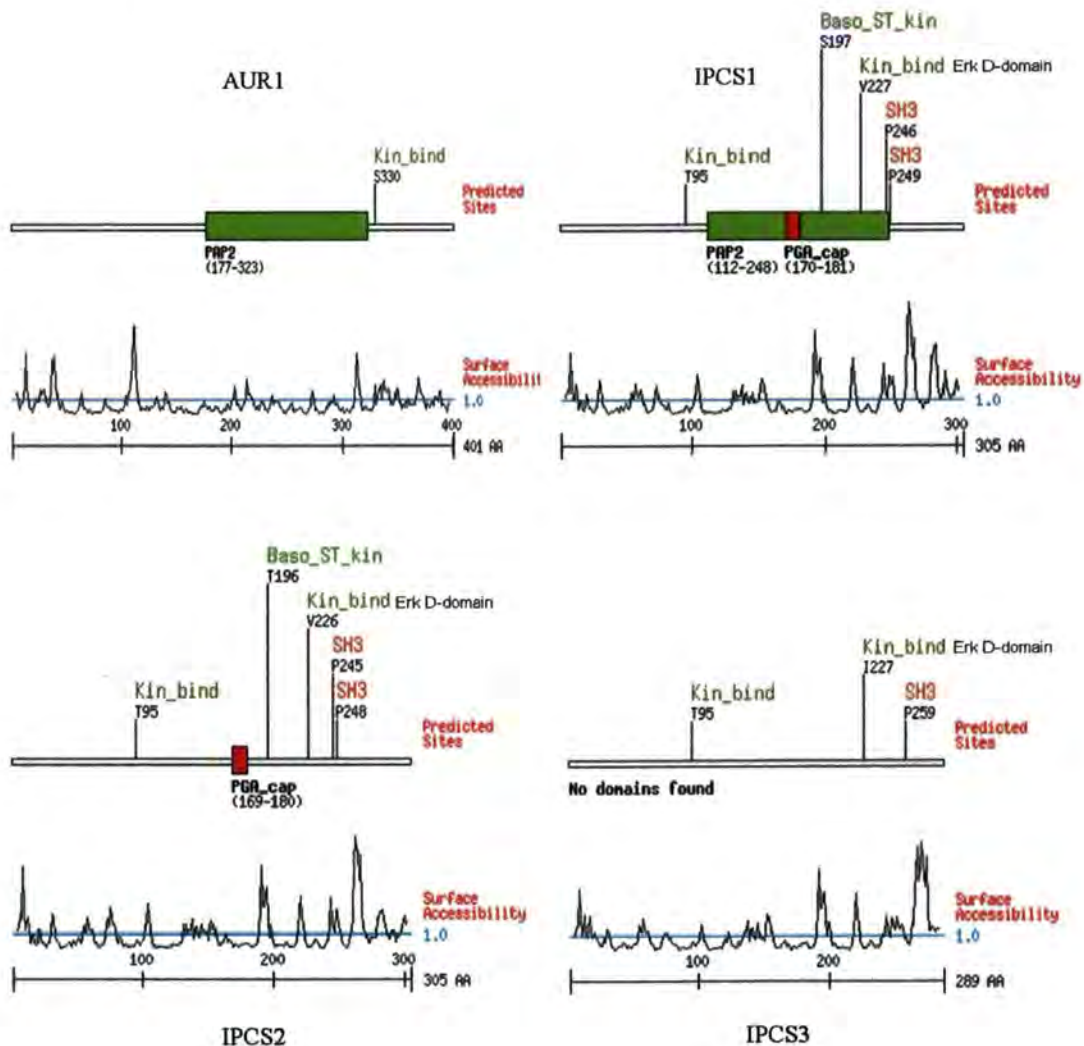 AUR1
Kin_bind
S330
Predicted
Sites
PAP2
(177-323)
Surface
Accessibili
1.0
100
200
300
400
401 AA
IPCS1
Baso_ST_kin
S197
Kin_bind Erk D-domain
V227
SH3
P246
SH3
P249
Kin_bind
T95
Predicted
Sites
PAP2
(112-248)
PGA_cap
(170-181)
Surface
Accessibility
1.0
100
200
300
305 AA
Baso_ST_kin
T196
Kin_bind Erk D-domain
V226
SH3
P245
SH3
P248
Kin_bind
T95
Predicted
Sites
PGA_cap
(169-180)
Surface
Accessibility
1.0
100
200
300
305 AA
IPCS2
Kin_bind Erk D-domain
I227
Kin_bind
T95
SH3
P259
Predicted
Sites
No domains found
Surface
Accessibility
1.0
100
200
289 AA
IPCS3